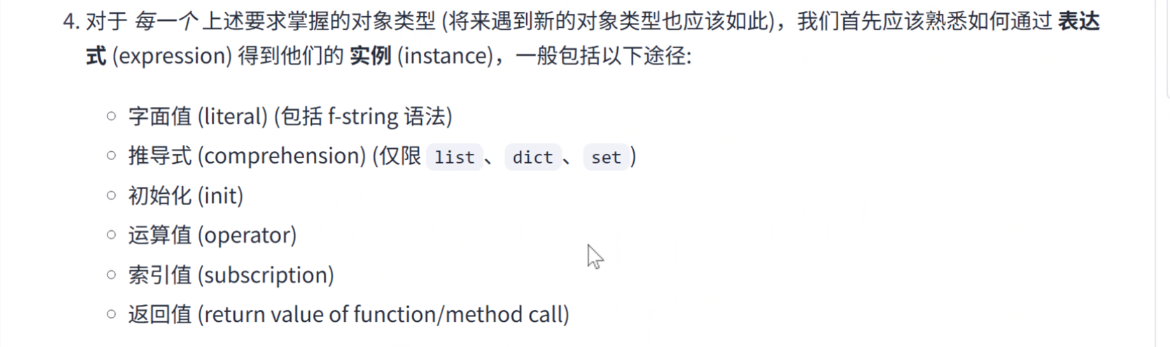 4. 对于 每一个 上述要求掌握的对象类型 (将来遇到新的对象类型也应该如此)，我们首先应该熟悉如何通过 表达
式 (expression) 得到他们的 实例 (instance)，一般包括以下途径:
○ 字面值 (literal) (包括 f-string 语法)
○ 推导式 (comprehension) (仅限 list 、 dict 、 set )
○ 初始化 (init)
○ 运算值 (operator)
○ 索引值 (subscription)
○ 返回值 (return value of function/method call)